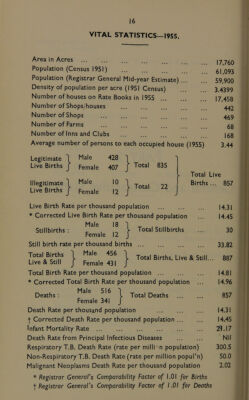 16
VITAL STATISTICS—1955.
Area in Acres ... 17,760
Population (Census 1951) ... 61,093
Population (Registrar General Mid-year Estimate) ... 59,900
Density of population per acre (1951 Census) ... 3.4399
Number of houses on Rate Books in 1955 ... 17,458
Number of Shops/houses ... 442
Number of Shops ... 469
Number of Farms ... 68
Number of Inns and Clubs ... 168
Average number of persons to each occupied house (1955) 3.44
Legitimate Live Births } Male 428 Female 407 } Total 835
Illegitimate Live Births } Male 10 Female 12 } Total 22
Total Live Births ... 857
Live Birth Rate per thousand population ... 14.31
* Corrected Live Birth Rate per thousand population ... 14.45
Stillbirths : Male 18 Female 12 } Total Stillbirths ... 30
Still birth rate per thousand births ... 33.82
Total Births Live & Still } Male 456 Female 431 } Total Births, Live & Still... 887
Total Birth Rate per thousand population ... 14.81
* Corrected Total Birth Rate per thousand population ... 14.96
Deaths : Male 516 Female 341 } Total Deaths ... 857
Death Rate per thousand population ... 14.31
† Corrected Death Rate per thousand population ... 14.45
Infant Mortality Rate ... 29.17
Death Rate from Principal Infectious Diseases ... Nil
Respiratory T.B. Death Rate (rate per million population) 300.5
Non-Respiratory T.B. Death Rate (rate per million popul'n) 50.0
Malignant Neoplasms Death Rate per thousand population 2.02
* Registrar General's Comparability Factor of 1.01 for Births
† Registrar General's Comparability Factor of 1.01 for Deaths